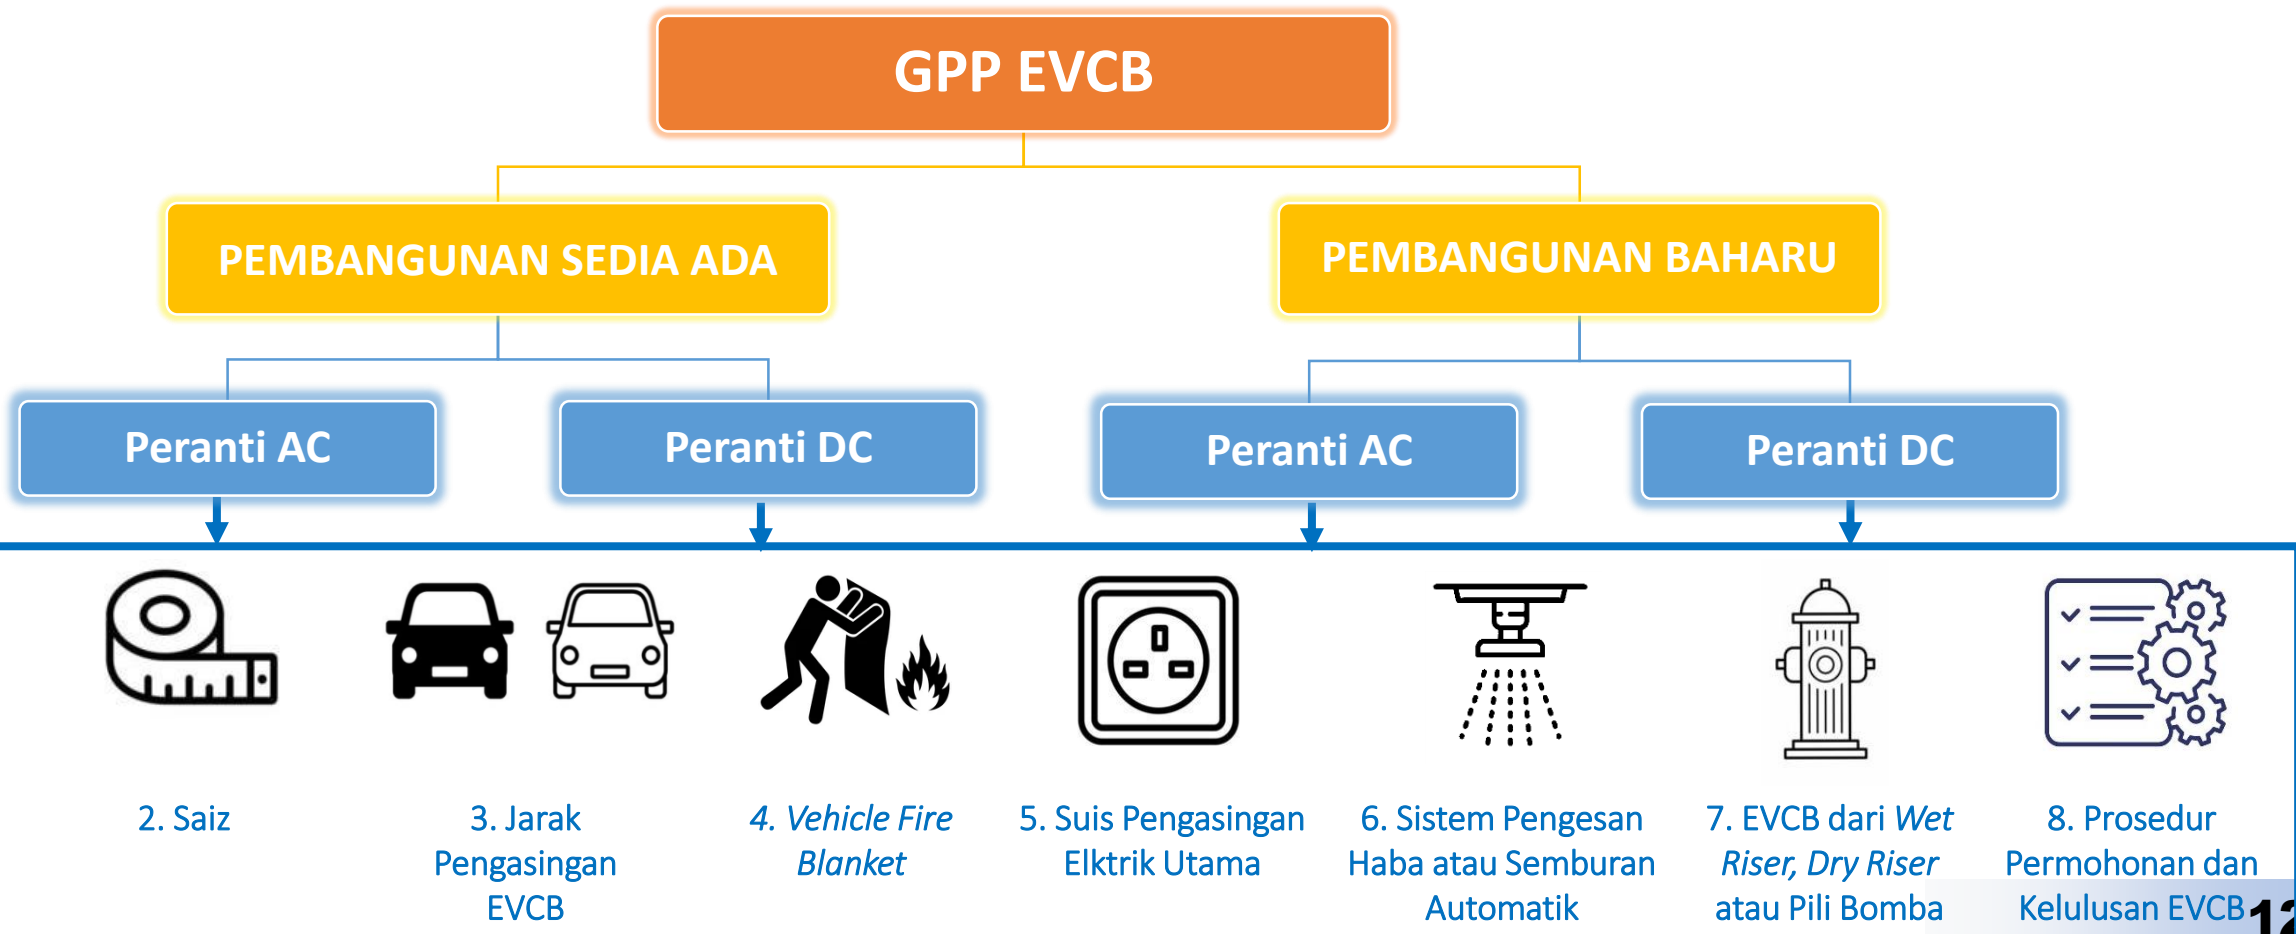 GPP EVCB
PEMBANGUNAN SEDIA ADA
PEMBANGUNAN BAHARU
Peranti AC
Peranti DC
Peranti AC
Peranti DC
2. Saiz
3. Jarak
Pengasingan
EVCB
4. Vehicle Fire
Blanket
5. Suis Pengasingan
Elktrik Utama
6. Sistem Pengesan
Haba atau Semburan
Automatik
7. EVCB dari Wet
Riser, Dry Riser
atau Pili Bomba
8. Prosedur
Permohonan dan
Kelulusan EVCB